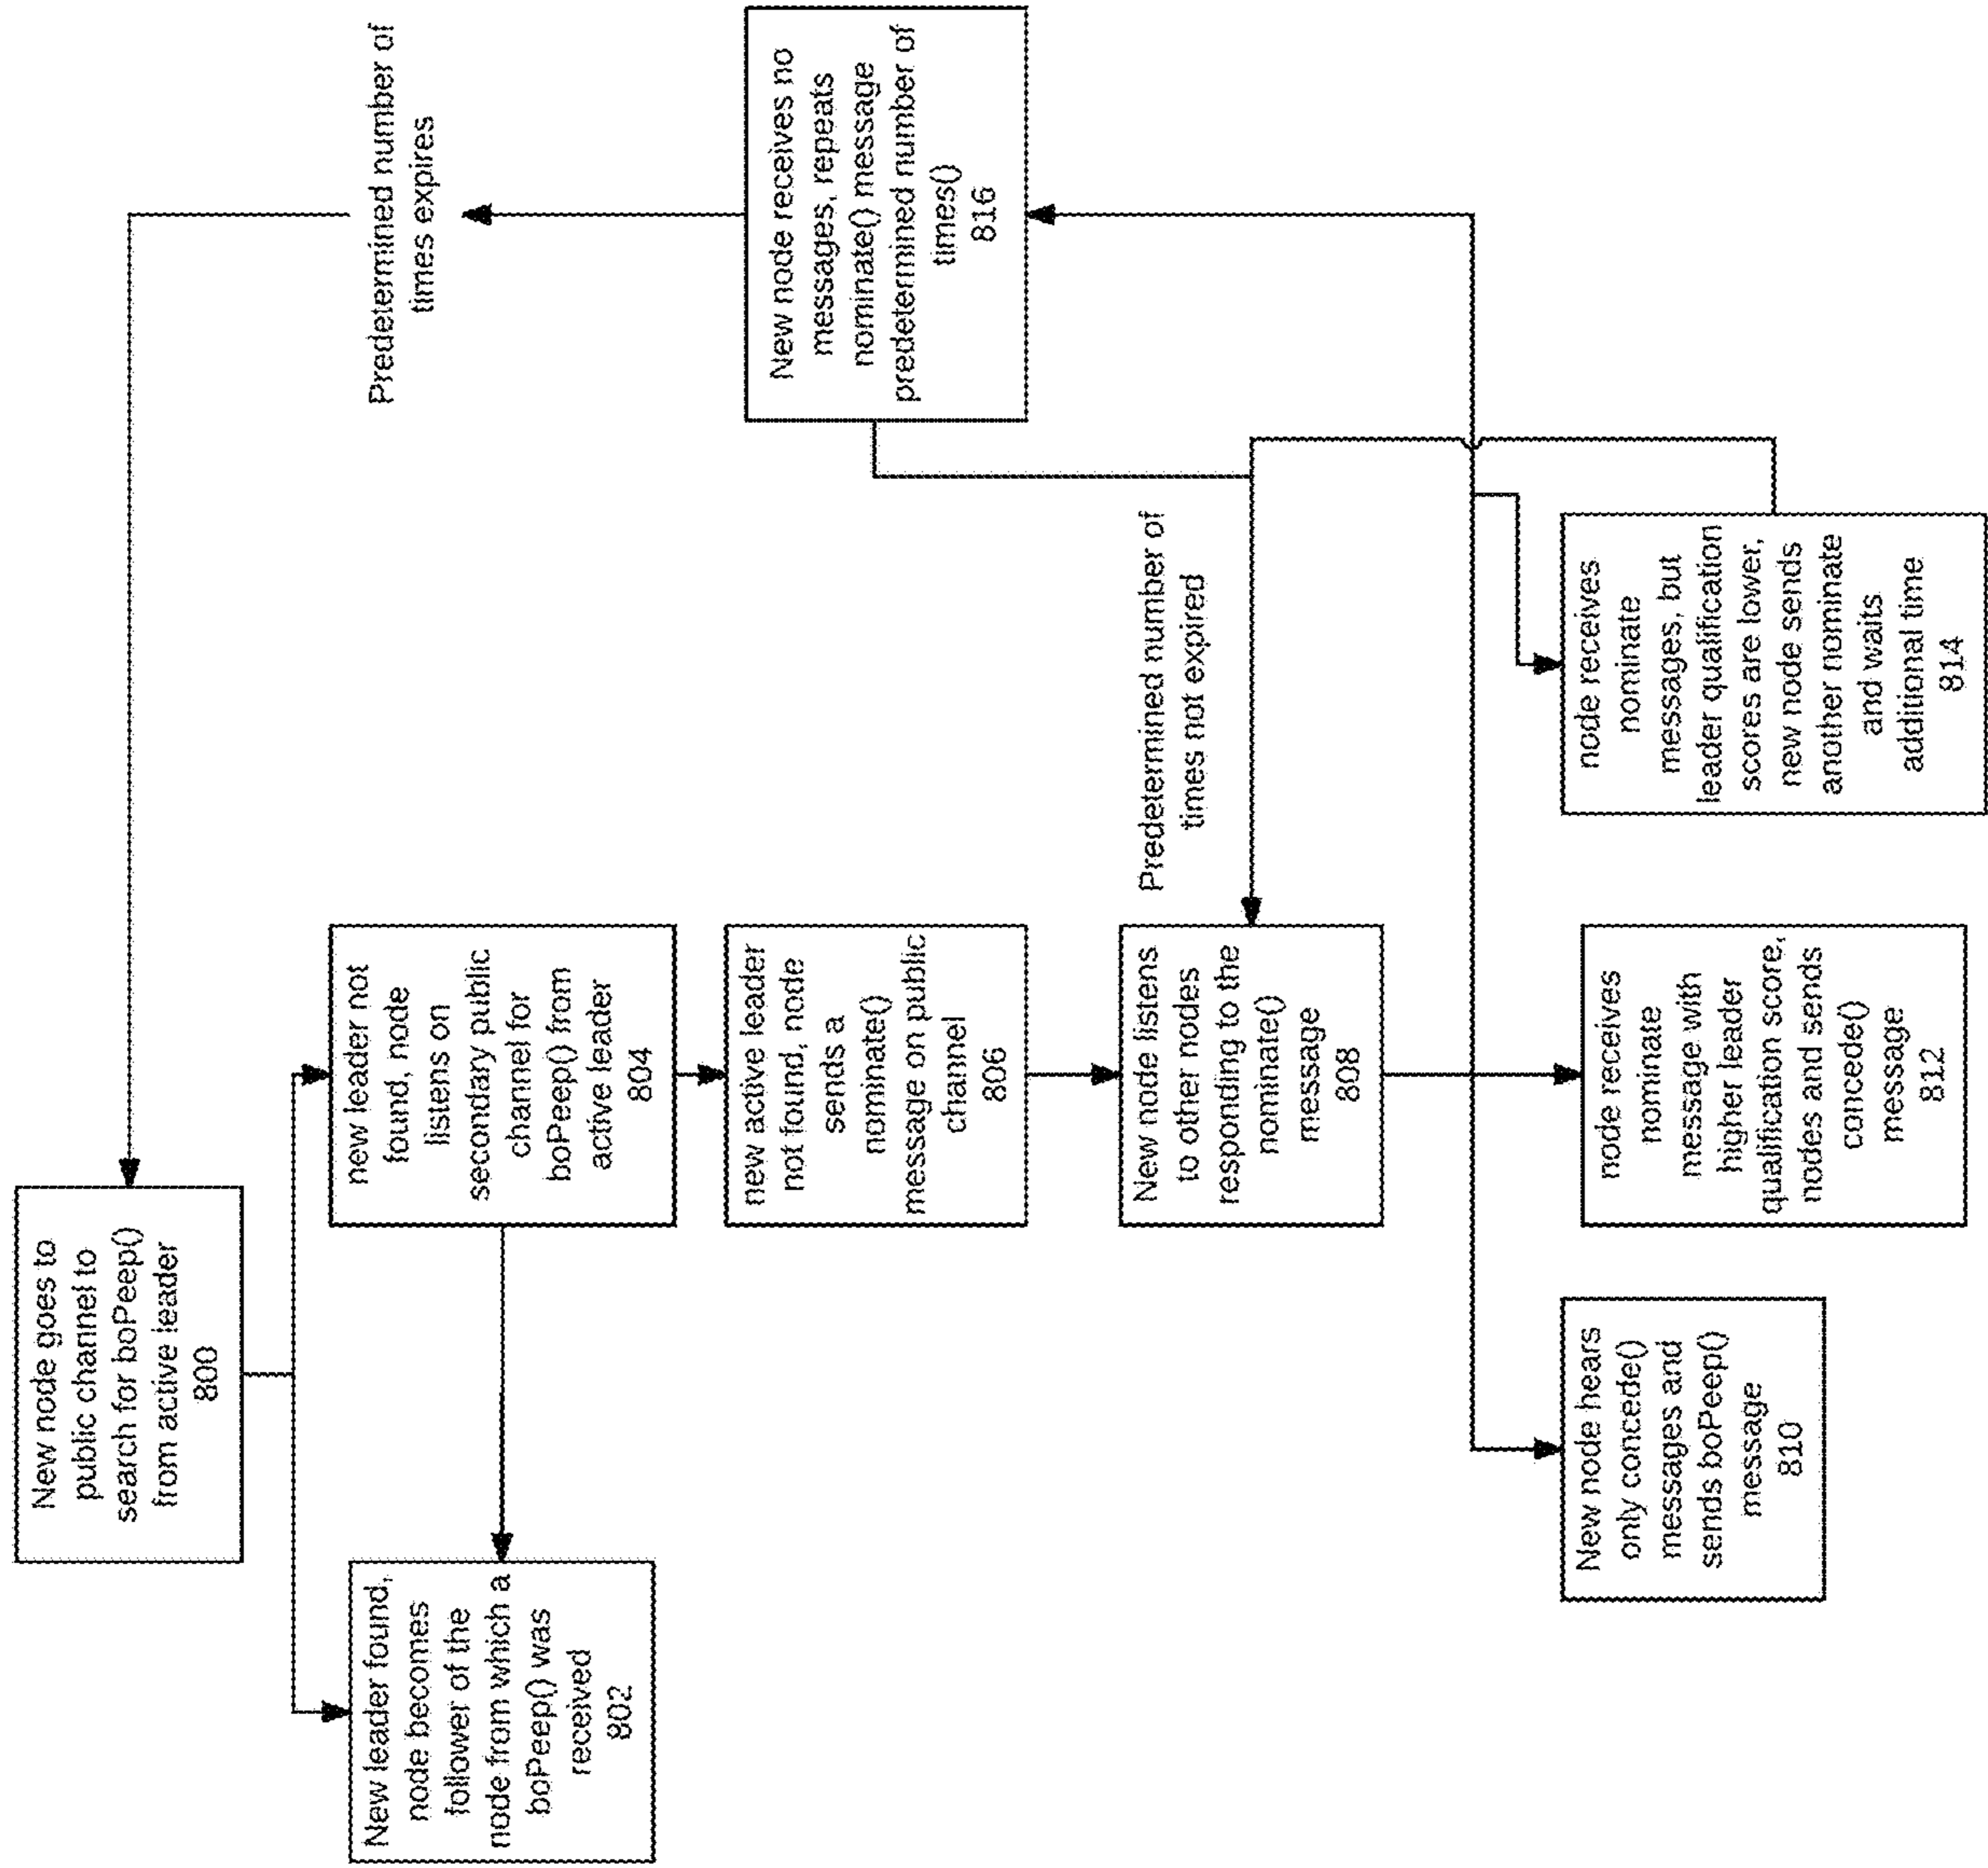 New node goes to
public channel to
search for boPeep()
from active leader
800
New leader found,
node becomes
follower of the
node from which a
boPeep() was
received
802
new leader not
found, node
listens on
secondary public
channel for
boPeep() from
active leader
804
new active leader
not found, node
sends a
nominate()
message on public
channel
806
New node listens
to other nodes
responding to the
nominate()
message
808
New node hears
only concede()
messages and
sends boPeep()
message
810
node receives
nominate
message with
higher leader
qualification score,
nodes and sends
concede()
message
812
node receives
nominate
messages, but
leader qualification
scores are lower,
new node sends
another nominate
and waits
additional time
814
New node receives no
messages, repeats
nominate() message
predetermined number of
times()
816
Predetermined number of
times not expired
Predetermined number of
times expires